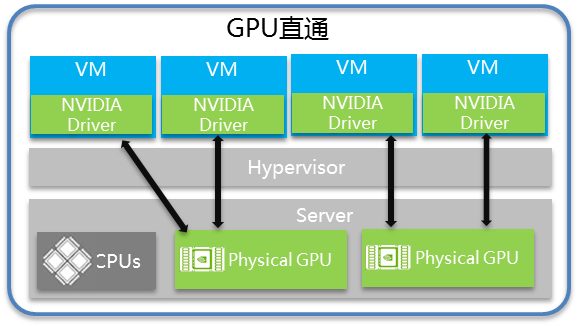 GPU直通
VM
VM
VM
VM
NVIDIA
Driver
NVIDIA
Driver
NVIDIA
Driver
NVIDIA
Driver
Hypervisor
Server
CPUs
Physical GPU
Physical GPU